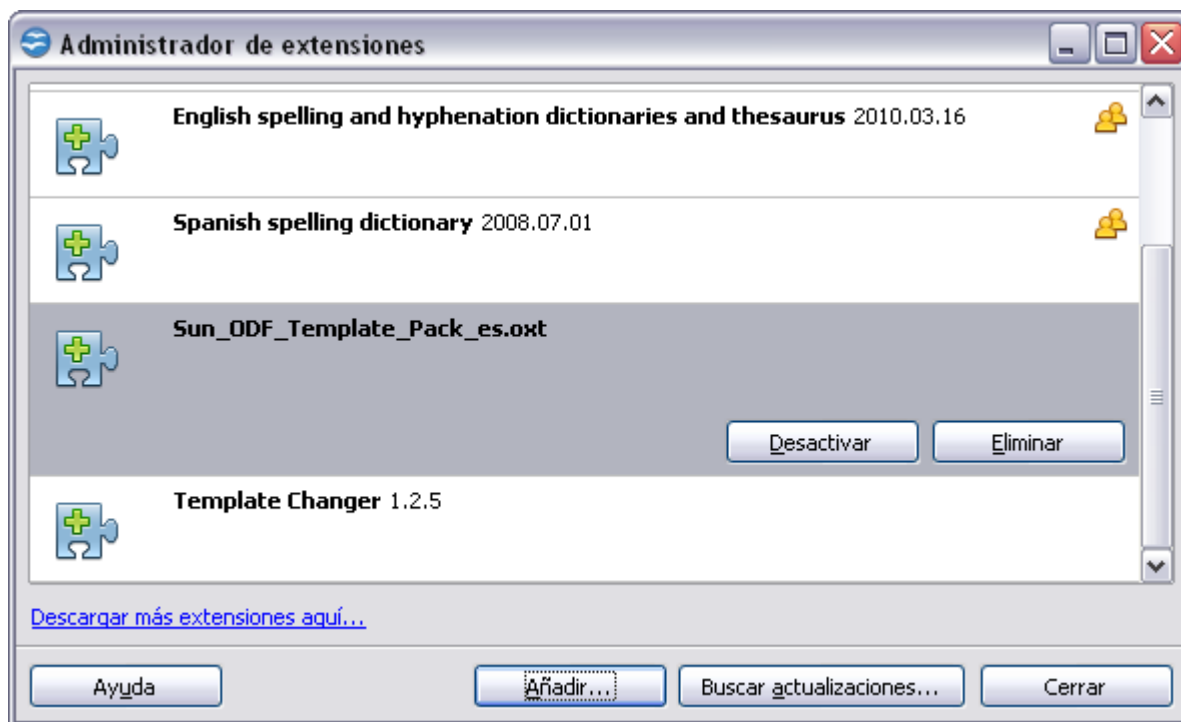 Administrador de extensiones
English spelling and hyphenation dictionaries and thesaurus 2010.03.16
Spanish spelling dictionary 2008.07.01
Sun_ODF_Template_Pack_es.oxt
Desactivar Eliminar
Template Changer 1.2.5
Descargar más extensiones aquí...
Ayuda Añadir... Buscar actualizaciones... Cerrar